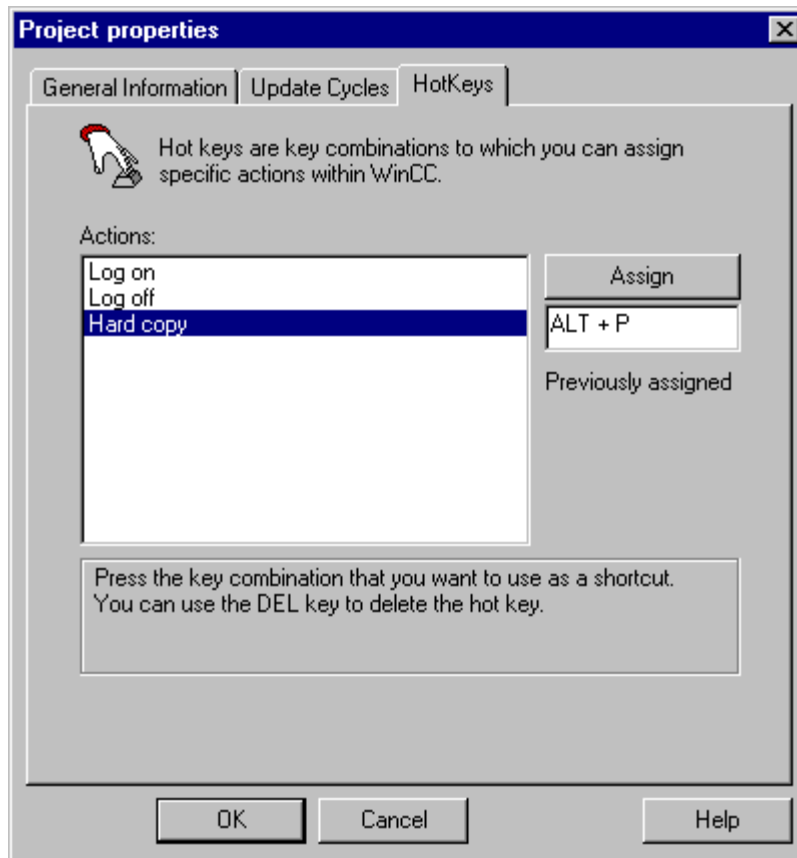 Project properties
General Information
Update Cycles
HotKeys
Hot keys are key combinations to which you can assign
specific actions within WinCC.
Actions:
Log on
Log off
Hard copy
Assign
ALT + P
Previously assigned
Press the key combination that you want to use as a shortcut.
You can use the DEL key to delete the hot key.
OK
Cancel
Help